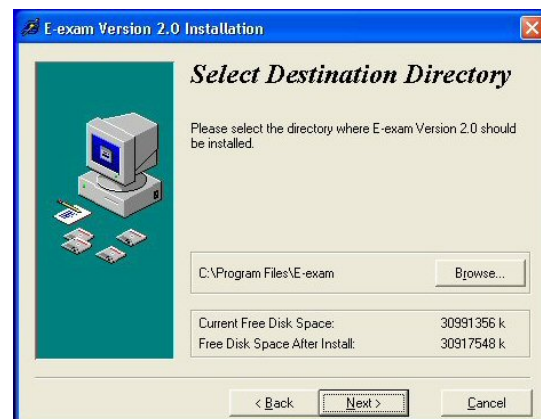 E-exam Version 2.0 Installation
Select Destination Directory
Please select the directory where E-exam Version 2.0 should
be installed.
C:\Program Files\E-exam
Browse...
Current Free Disk Space: 30991356 k
Free Disk Space After Install: 30917548 k
< Back Next > Cancel